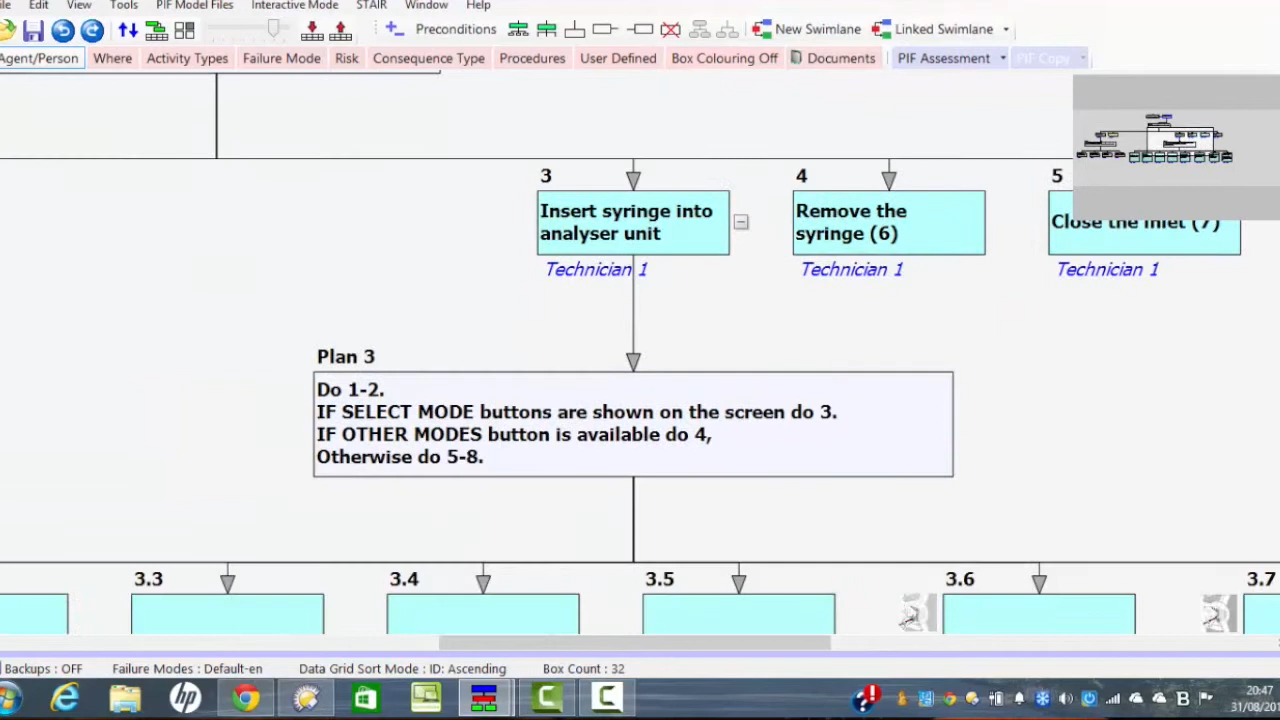 Edit View Tools PIF Model Files Interactive Mode STAIR Window Help
Preconditions New Swimlane Linked Swimlane
Agent/Person Where Activity Types Failure Mode Risk Consequence Type Procedures User Defined Box Colouring Off Documents PIF Assessment PIF Copy
3 4 5
Insert syringe into Remove the Close the inlet (7)
analyser unit syringe (6)
Technician 1 Technician 1 Technician 1
Plan 3
Do 1-2.
IF SELECT MODE buttons are shown on the screen do 3.
IF OTHER MODES button is available do 4,
Otherwise do 5-8.
3.3 3.4 3.5 3.6 3.7
Backups : OFF Failure Modes : Default-en Data Grid Sort Mode : ID: Ascending Box Count : 32
20:47
31/08/20